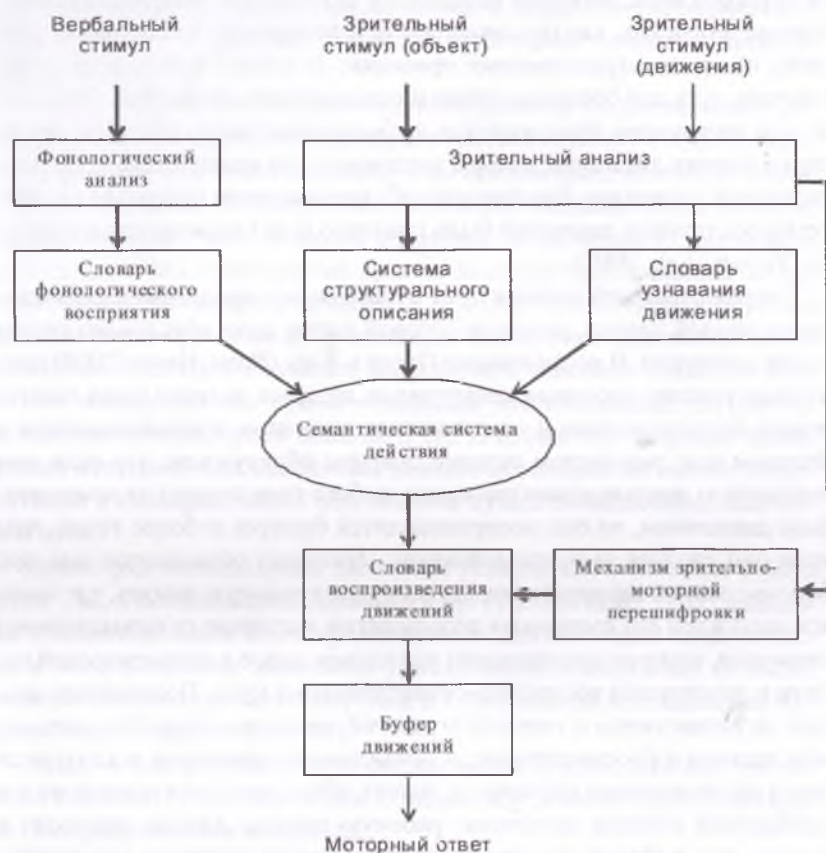 Вербальный
стимул
Зрительный
стимул (объект)
Зрительный
стимул
(движения)
Фонологический
анализ
Зрительный анализ
Словарь
фонологического
восприятия
Система
структурального
описания
Словарь
узнавания
движения
Семантическая система
действия
Словарь
воспроизведения
движений
Механизм зрительно-
моторной
перешифровки
Буфер
движений
Моторный ответ